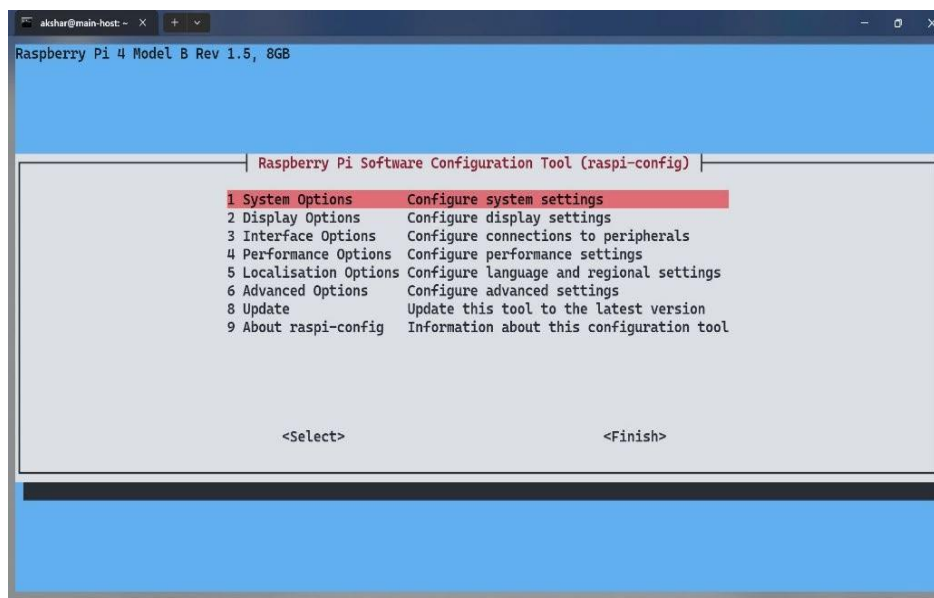 akshar@main-host: ~
Raspberry Pi 4 Model B Rev 1.5, 8GB
Raspberry Pi Software Configuration Tool (raspi-config)
1 System Options Configure system settings
2 Display Options Configure display settings
3 Interface Options Configure connections to peripherals
4 Performance Options Configure performance settings
5 Localisation Options Configure language and regional settings
6 Advanced Options Configure advanced settings
8 Update Update this tool to the latest version
9 About raspi-config Information about this configuration tool
<Select> <Finish>